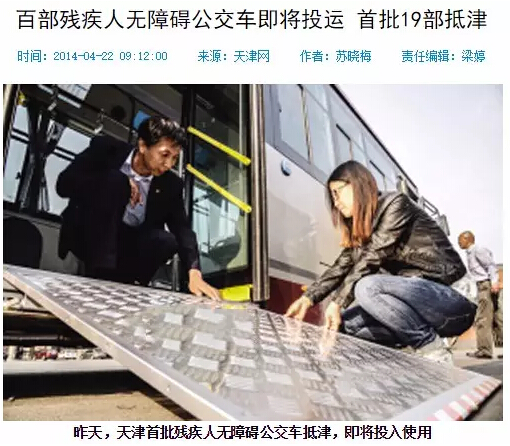 百部残疾人无障碍公交车即将投运 首批19部抵津
时间：2014-04-22 09:12:00 来源：天津网 作者：苏晓梅 责任编辑：梁婷
昨天，天津首批残疾人无障碍公交车抵津，即将投入使用